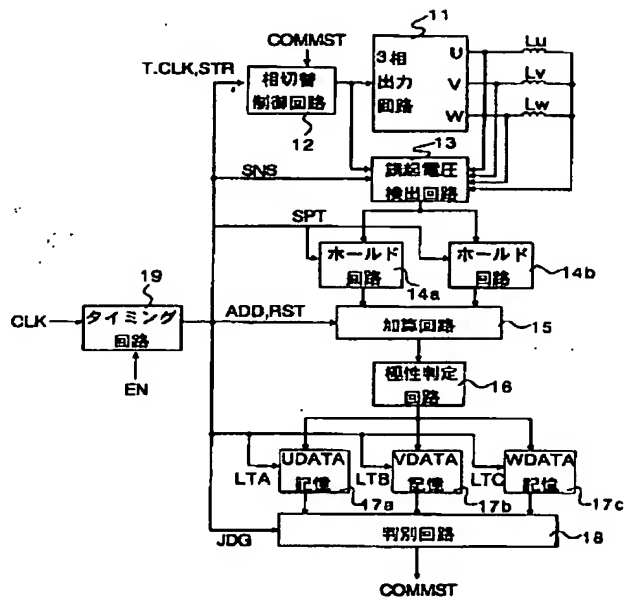 COMMST
11
T.CLK,STR
相切替
制御回路
12
3相
出力
回路
U
V
W
Lu
Lv
Lw
13
SNS
誘起電圧
検出回路
SPT
ホールド
回路
14a
ホールド
回路
14b
19
CLK
タイミング
回路
EN
ADD,RST
加算回路
15
極性判定
回路
16
LTA
UDATA
記憶
17a
LTB
VDATA
記憶
17b
LTC
WDATA
記憶
17c
JDG
判別回路
18
COMMST